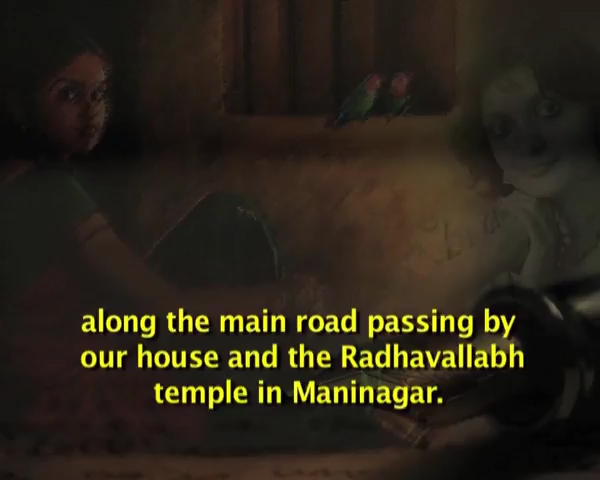 along the main road passing by
our house and the Radhavallabh
temple in Maninagar.